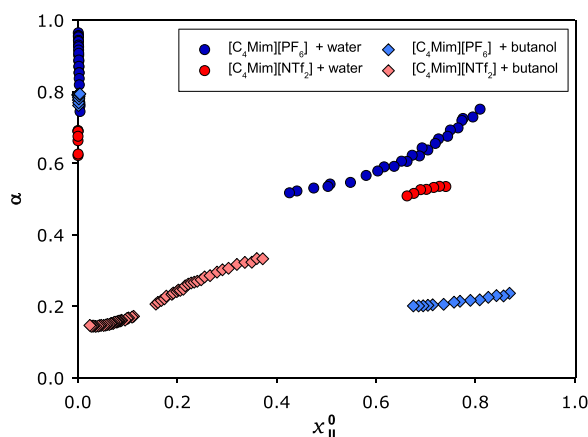 1.0
[C₄Mim][PF₆] + water
[C₄Mim][PF₆] + butanol
[C₄Mim][NTf₂] + water
[C₄Mim][NTf₂] + butanol
0.8
0.6
α
0.4
0.2
0.0
0.0 0.2 0.4 0.6 0.8 1.0
x⁰II